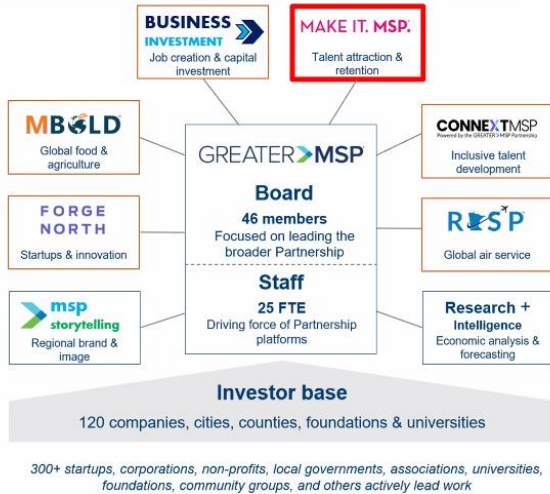 BUSINESS
INVESTMENT
Job creation & capital
investment
MAKE IT. MSP.
Talent attraction &
retention
MBOLD
Global food &
agriculture
GREATER MSP
CONNEXTMSP
Powered by the GREATER MSP Partnership
Inclusive talent
development
Board
46 members
Focused on leading the
broader Partnership
FORGE
NORTH
Startups & innovation
RASP
Global air service
Staff
25 FTE
Driving force of Partnership
platforms
msp
storytelling
Regional brand &
image
Research +
Intelligence
Economic analysis &
forecasting
Investor base
120 companies, cities, counties, foundations & universities
300+ startups, corporations, non-profits, local governments, associations, universities,
foundations, community groups, and others actively lead work